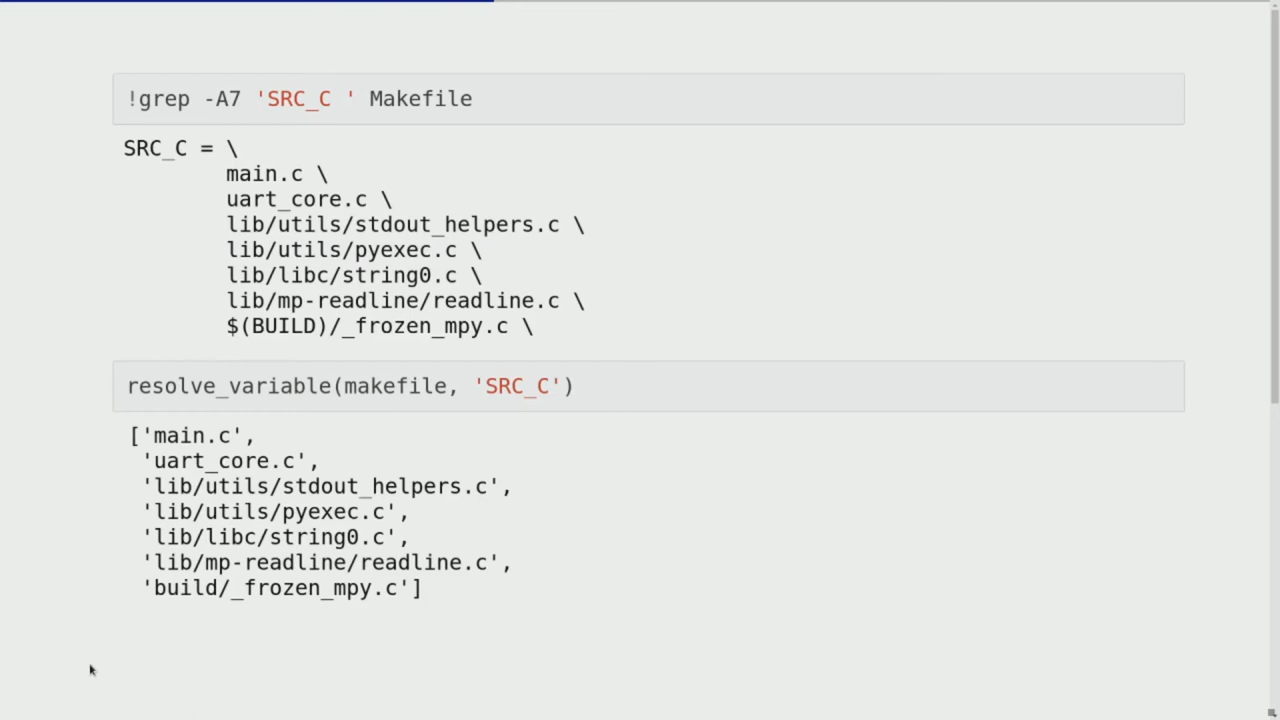 !grep -A7 'SRC_C ' Makefile
SRC_C = \
main.c \
uart_core.c \
lib/utils/stdout_helpers.c \
lib/utils/pyexec.c \
lib/libc/string0.c \
lib/mp-readline/readline.c \
$(BUILD)/_frozen_mpy.c \
resolve_variable(makefile, 'SRC_C')
['main.c',
'uart_core.c',
'lib/utils/stdout_helpers.c',
'lib/utils/pyexec.c',
'lib/libc/string0.c',
'lib/mp-readline/readline.c',
'build/_frozen_mpy.c']